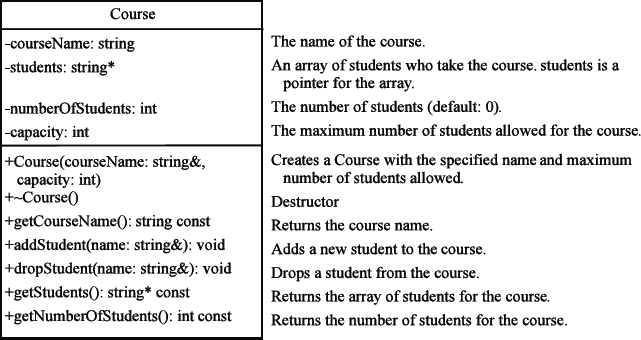 Course
-courseName: string
The name of the course.
-students: string*
An array of students who take the course. students is a
pointer for the array.
-numberOfStudents: int
The number of students (default: 0).
-capacity: int
The maximum number of students allowed for the course.
+Course(courseName: string&,
capacity: int)
Creates a Course with the specified name and maximum
number of students allowed.
+~Course()
Destructor
+getCourseName(): string const
Returns the course name.
+addStudent(name: string&): void
Adds a new student to the course.
+dropStudent(name: string&): void
Drops a student from the course.
+getStudents(): string* const
Returns the array of students for the course.
+getNumberOfStudents(): int const
Returns the number of students for the course.